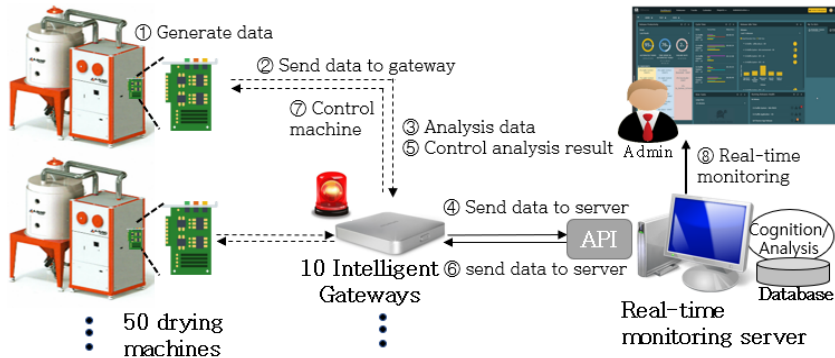 ① Generate data
② Send data to gateway
⑦ Control
machine
③ Analysis data
⑤ Control analysis result
Admin
⑧ Real-time
monitoring
④ Send data to server
API
⑥ send data to server
Cognition/
Analysis
Database
10 Intelligent
Gateways
Real-time
monitoring server
50 drying
machines